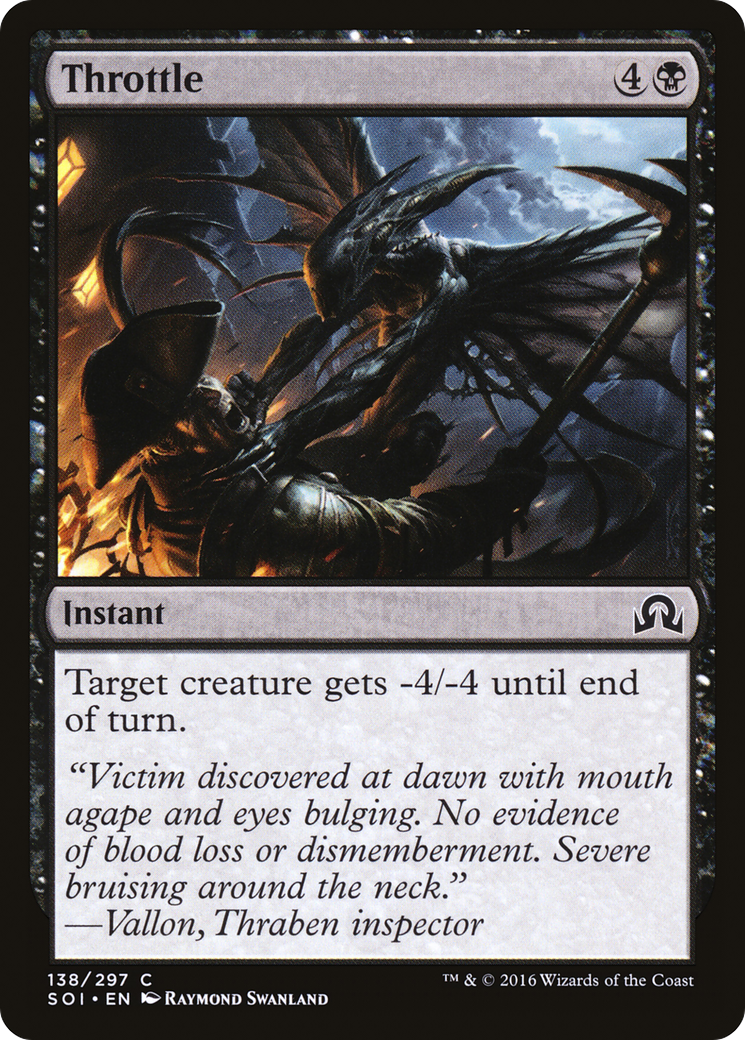 Throttle 4
Instant
Target creature gets -4/-4 until end
of turn.
“Victim discovered at dawn with mouth
agape and eyes bulging. No evidence
of blood loss or dismemberment. Severe
bruising around the neck.”
—Vallon, Thraben inspector
138/297 C
SOI • EN Raymond Swanland
™ & © 2016 Wizards of the Coast